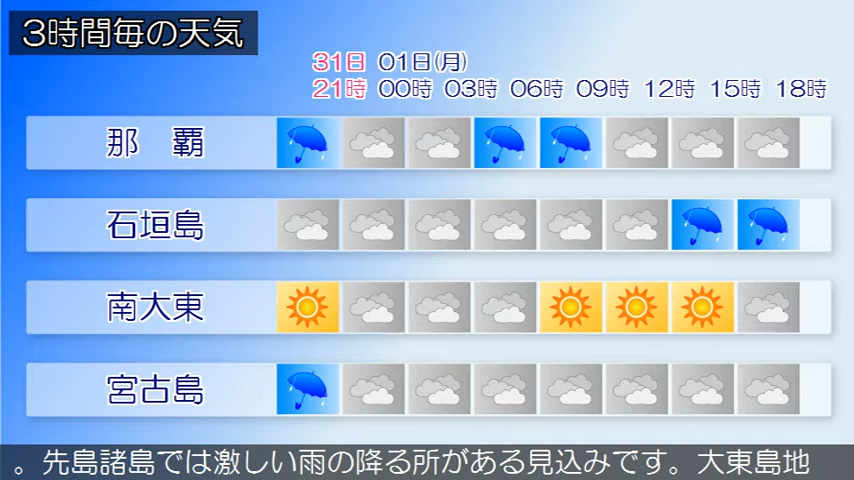 3時間毎の天気
31日 01日(月)
21時 00時 03時 06時 09時 12時 15時 18時
那　覇
石垣島
南大東
宮古島
。先島諸島では激しい雨の降る所がある見込みです。大東島地